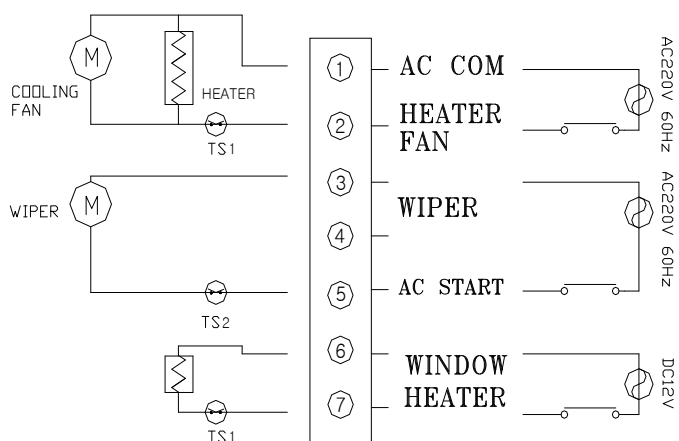 M
COOLING
FAN
HEATER
TS1
M
WIPER
TS2
TS1
1
2
3
4
5
6
7
AC COM
HEATER
FAN
WIPER
AC START
WINDOW
HEATER
AC220V 60Hz
AC220V 60Hz
DC12V